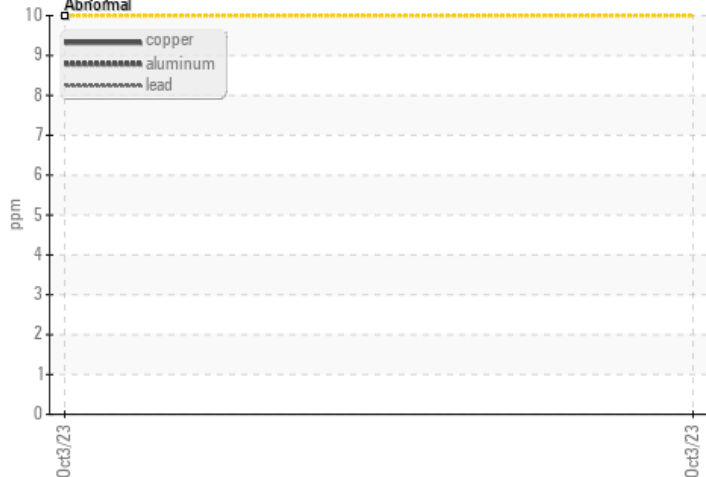 Abnormal
10
copper
9
aluminum
lead
8
7
6
ppm
5
4
3
2
1
0
Oct3/23
Oct3/23